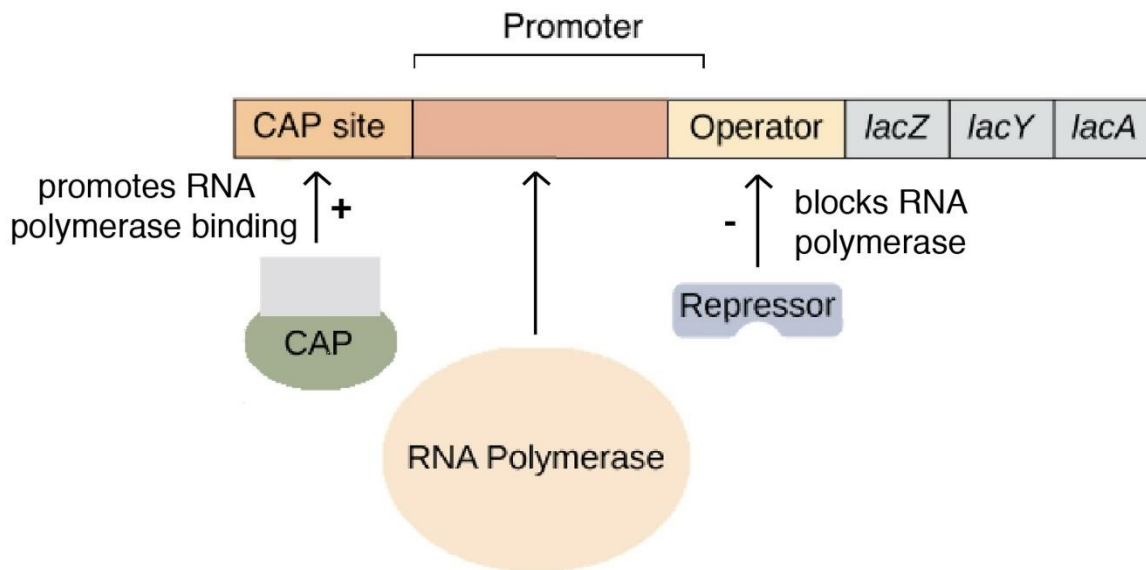 Promoter
CAP site
Operator
lacZ
lacY
lacA
promotes RNA
polymerase binding
+
-
blocks RNA
polymerase
CAP
Repressor
RNA Polymerase